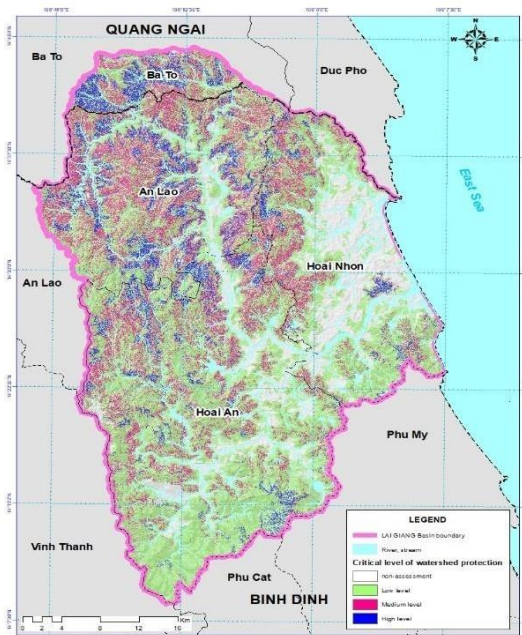 QUANG NGAI
N
W E
S
Ba To
Ba To
Duc Pho
An Lao
East Sea
Hoai Nhon
An Lao
Hoai An
Phu My
LEGEND
LAI GIANG Basin boundary
River, stream
Critical level of watershed protection
non-assessment
Low level
Medium level
High level
Vinh Thanh
Phu Cat
BINH DINH
0 2 4 8 12 16
Km